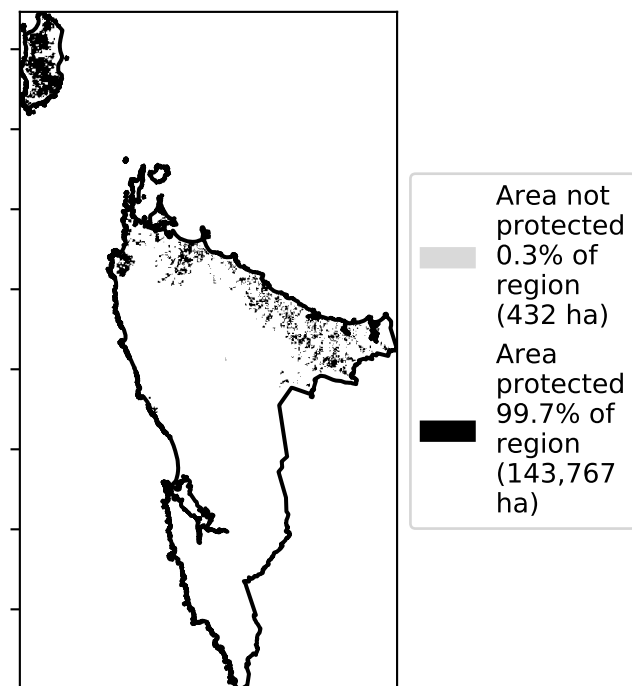 Area not
protected
0.3% of
region
(432 ha)
Area
protected
99.7% of
region
(143,767
ha)